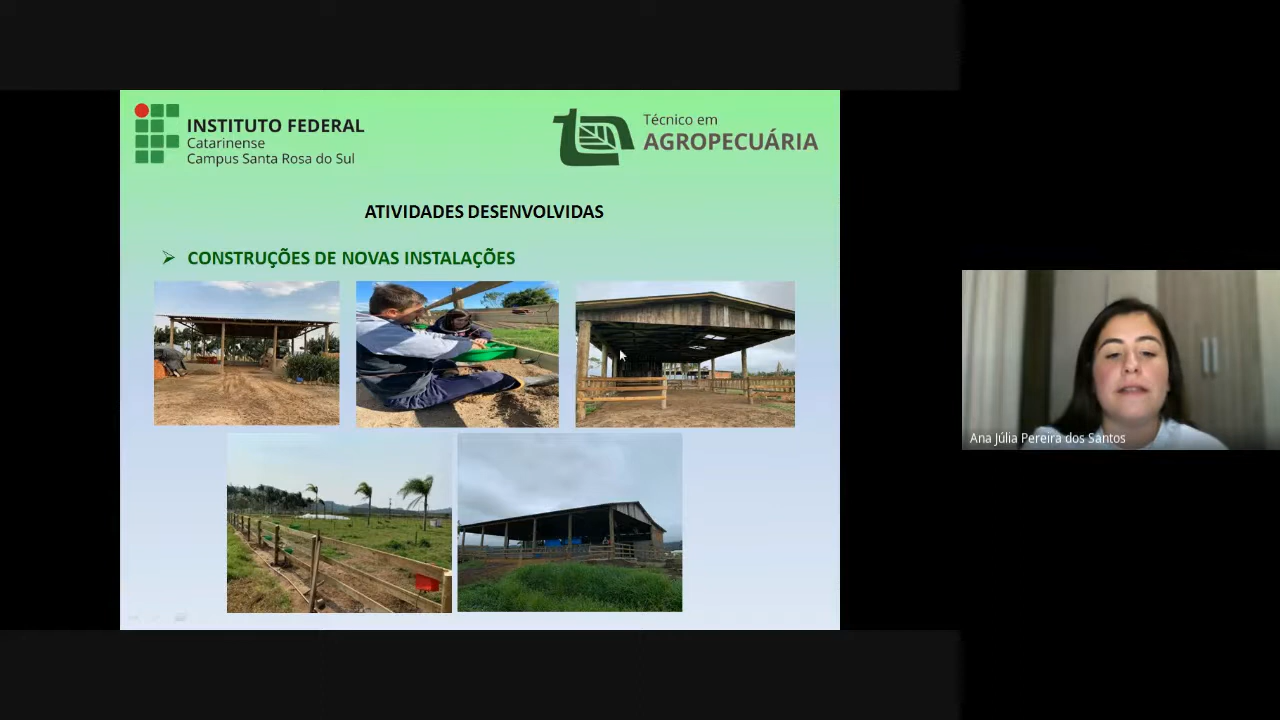 INSTITUTO FEDERAL
Catarinense
Campus Santa Rosa do Sul
Técnico em
AGROPECUÁRIA
ATIVIDADES DESENVOLVIDAS
CONSTRUÇÕES DE NOVAS INSTALAÇÕES
Ana Júlia Pereira dos Santos